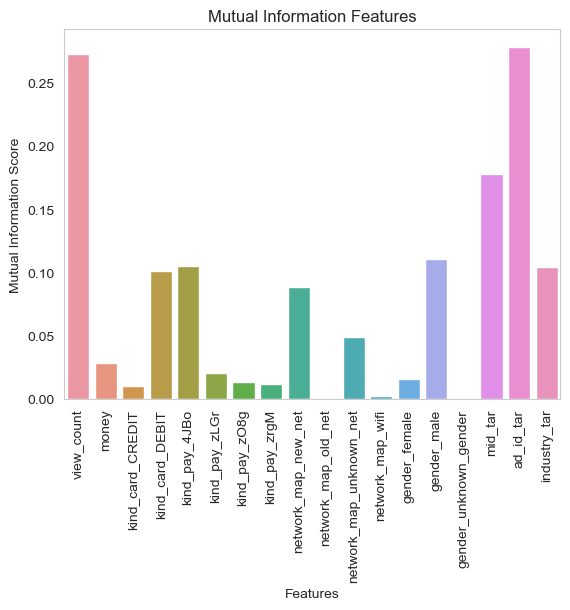 Mutual Information Features
Mutual Information Score
0.25
0.20
0.15
0.10
0.05
0.00
view_count
money
kind_card_CREDIT
kind_card_DEBIT
kind_pay_4JBo
kind_pay_zLGr
kind_pay_zO8g
kind_pay_zrgM
network_map_new_net
network_map_old_net
network_map_unknown_net
network_map_wifi
gender_female
gender_male
gender_unknown_gender
mid_tar
ad_id_tar
industry_tar
Features